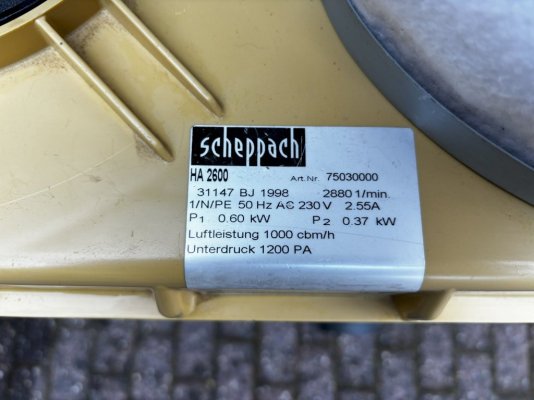 scheppach
HA 2600 Art.Nr. 75030000
31147 BJ 1998 2880 1/min.
1/N/PE 50 Hz AC 230 V 2.55A
P1 0.60 kW P2 0.37 kW
Luftleistung 1000 cbm/h
Unterdruck 1200 PA